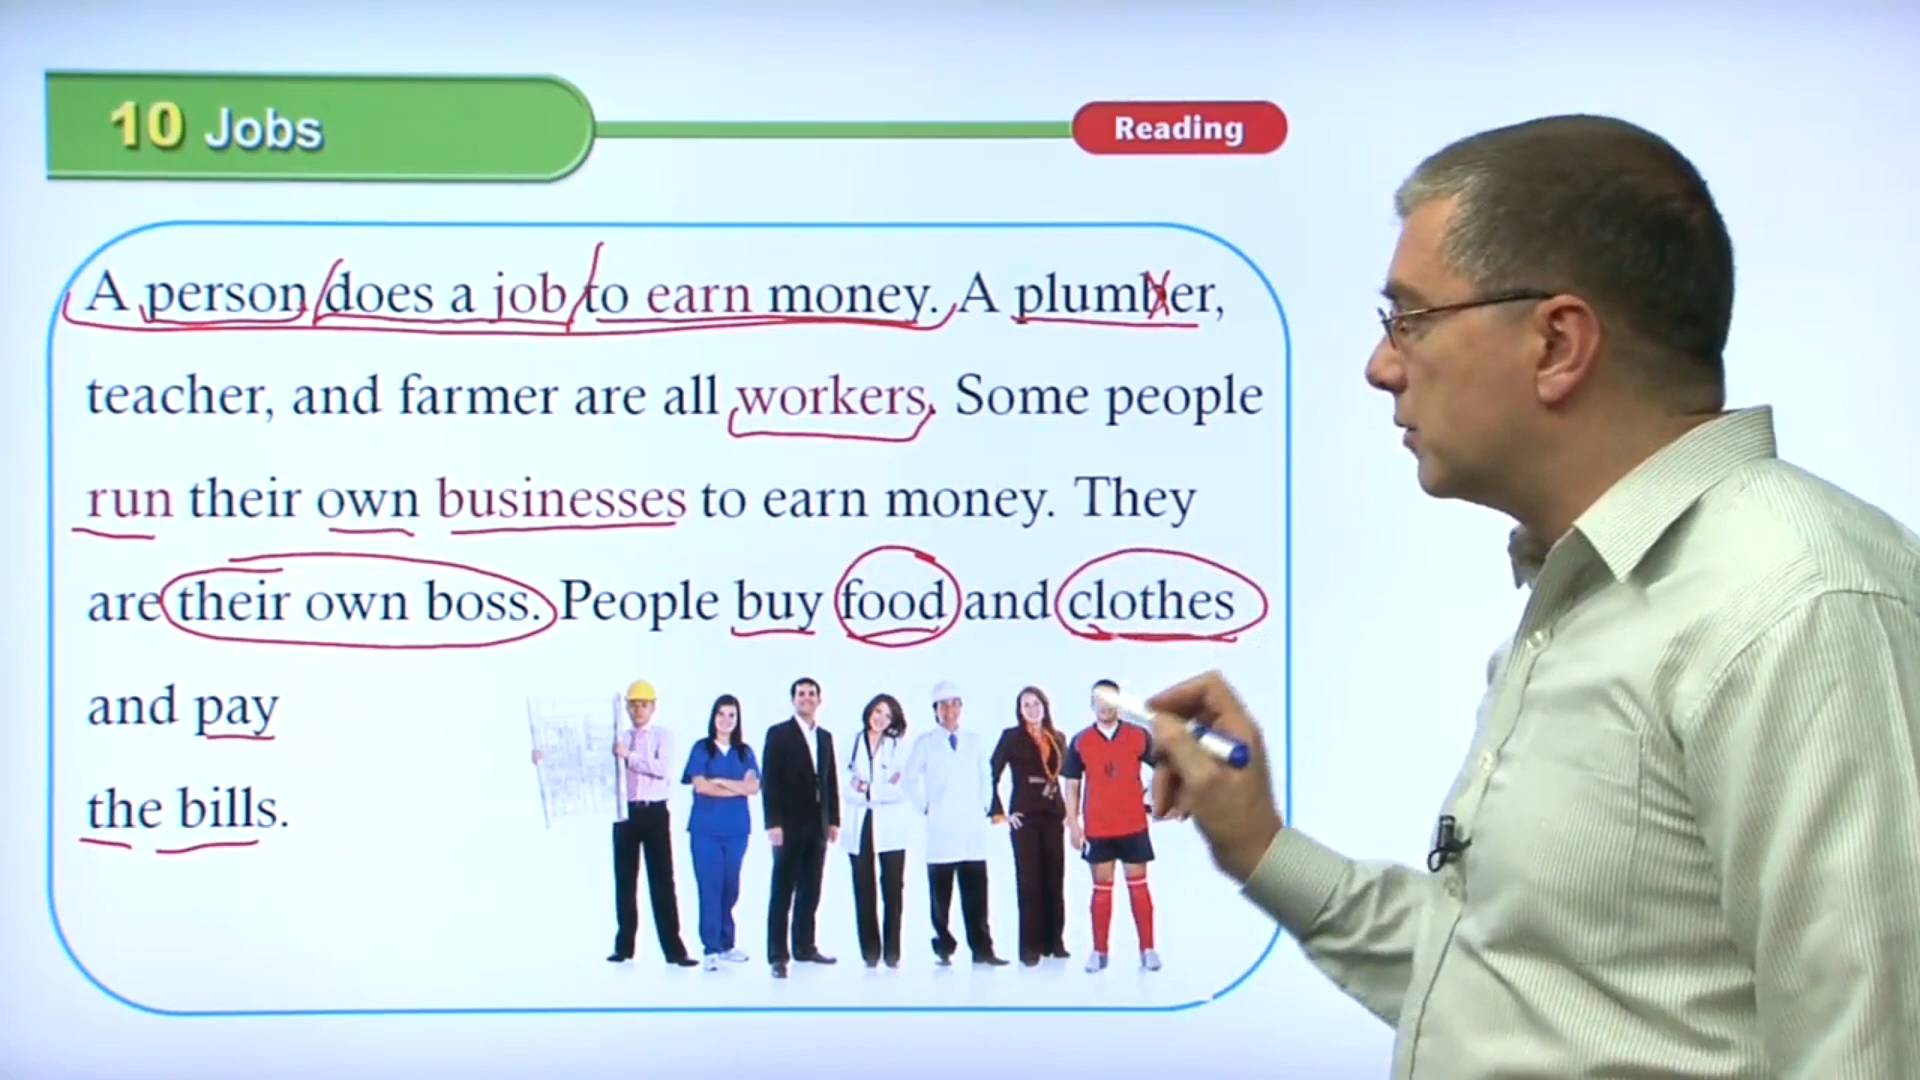 10 Jobs
Reading
A person does a job to earn money. A plumber,
teacher, and farmer are all workers. Some people
run their own businesses to earn money. They
are their own boss. People buy food and clothes
and pay
the bills.